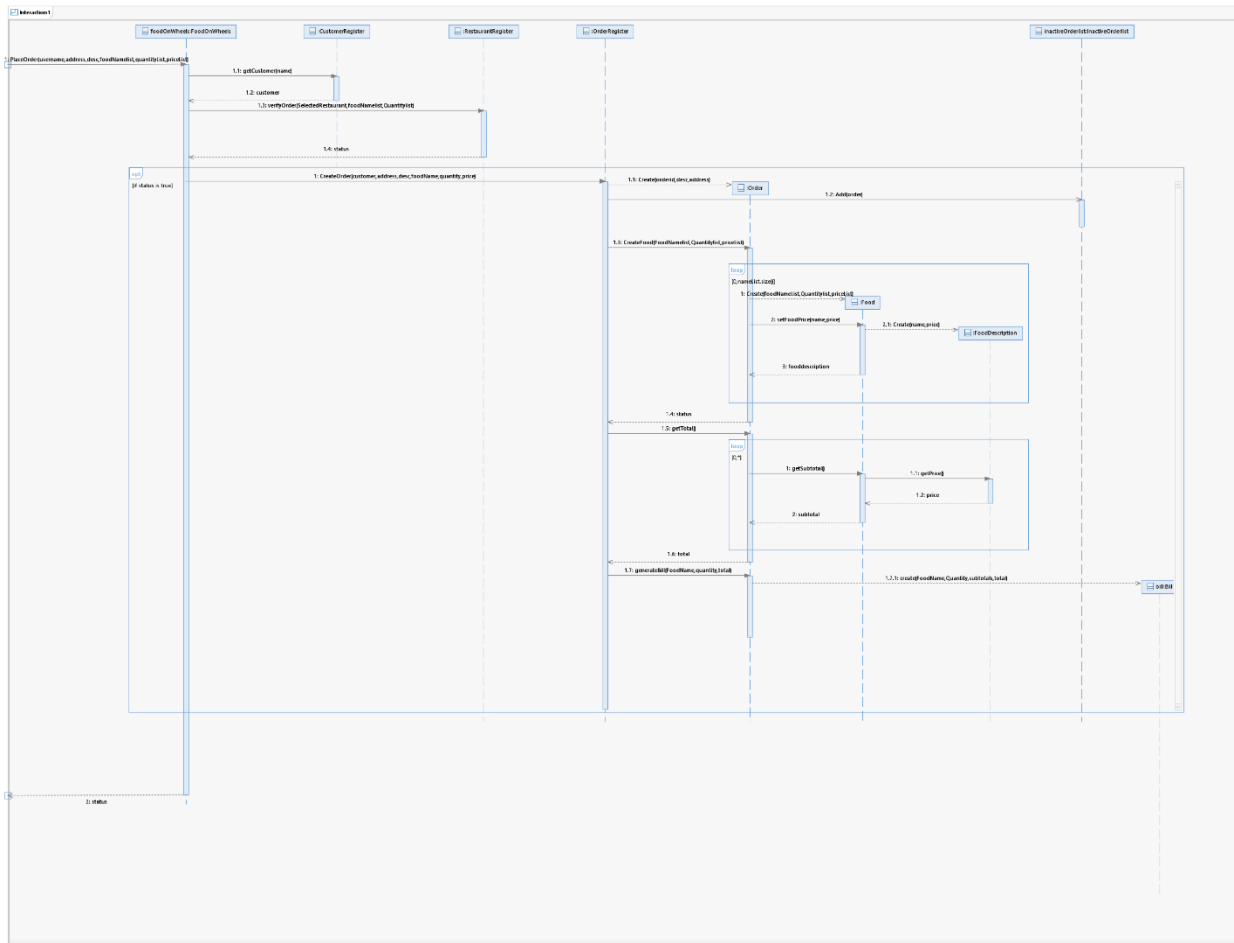 Interaction1
foodOnWheels:FoodOnWheels
:CustomerRegister
:RestaurantRegister
:OrderRegister
inactiveOrderlist:InactiveOrderlist
1: PlaceOrder(username,address,desc,foodNamelist,quantityList,pricelist)
1.1: getCustomer(name)
1.2: customer
1.3: verifyOrder(SelectedRestaurant,foodNamelist,Quantitylist)
1.4: status
opt
[if status is true]
1: CreateOrder(customer,address,desc,foodName,quantity,price)
1.1: Create(orderid,desc,address)
:Order
1.2: Add(order)
1.3: CreateFood(FoodNamelist,Quantitylist,pricelist)
loop
[0,nameList.size()]
1: Create(foodNameList,Quantitylist,priceList)
:Food
2: setFoodPrice(name,price)
2.1: Create(name,price)
:FoodDescription
3: fooddescription
1.4: status
1.5: getTotal()
loop
[0,*]
1: getSubtotal()
1.1: getPrice()
1.2: price
2: subtotal
1.6: total
1.7: generateBill(FoodName,quantity,total)
1.7.1: create(FoodName,Quantity,subtotals,total)
bill:Bill
2: status